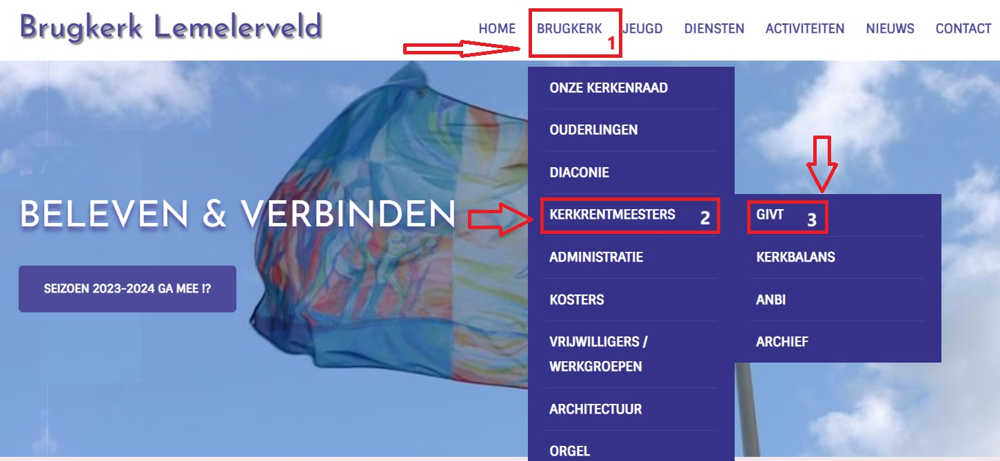 Brugkerk Lemelerveld
HOME BRUGKERK JEUGD DIENSTEN ACTIVITEITEN NIEUWS CONTACT
1
ONZE KERKENRAAD
OUDERLINGEN
DIACONIE
BELEVEN & VERBINDEN
KERKRENTMEESTERS 2
GIVT 3
ADMINISTRATIE
KERKBALANS
SEIZOEN 2023-2024 GA MEE !?
KOSTERS
ANBI
VRIJWILLIGERS /
WERKGROEPEN
ARCHIEF
ARCHITECTUUR
ORGEL